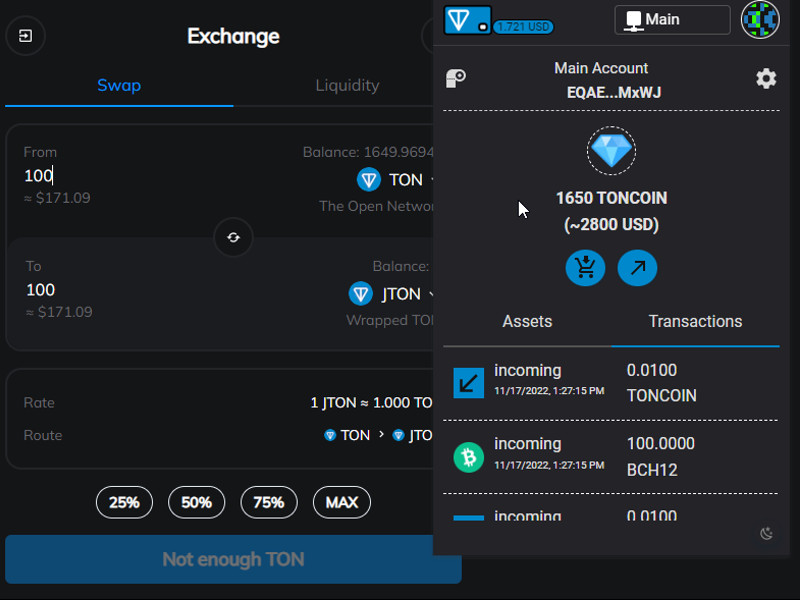 Exchange
Swap
Liquidity
From
Balance: 1649.9694
100
TON
≈ $171.09
The Open Networ
To
Balance:
100
JTON
≈ $171.09
Wrapped TO
Rate
1 JTON ≈ 1.000 TO
Route
TON > JTO
25%
50%
75%
MAX
Not enough TON
1.721 USD
Main
Main Account
EQAE...MxWJ
1650 TONCOIN
(~2800 USD)
Assets
Transactions
incoming
0.0100
11/17/2022, 1:27:15 PM
TONCOIN
incoming
100.0000
11/17/2022, 1:27:15 PM
BCH12
incoming
0.0100